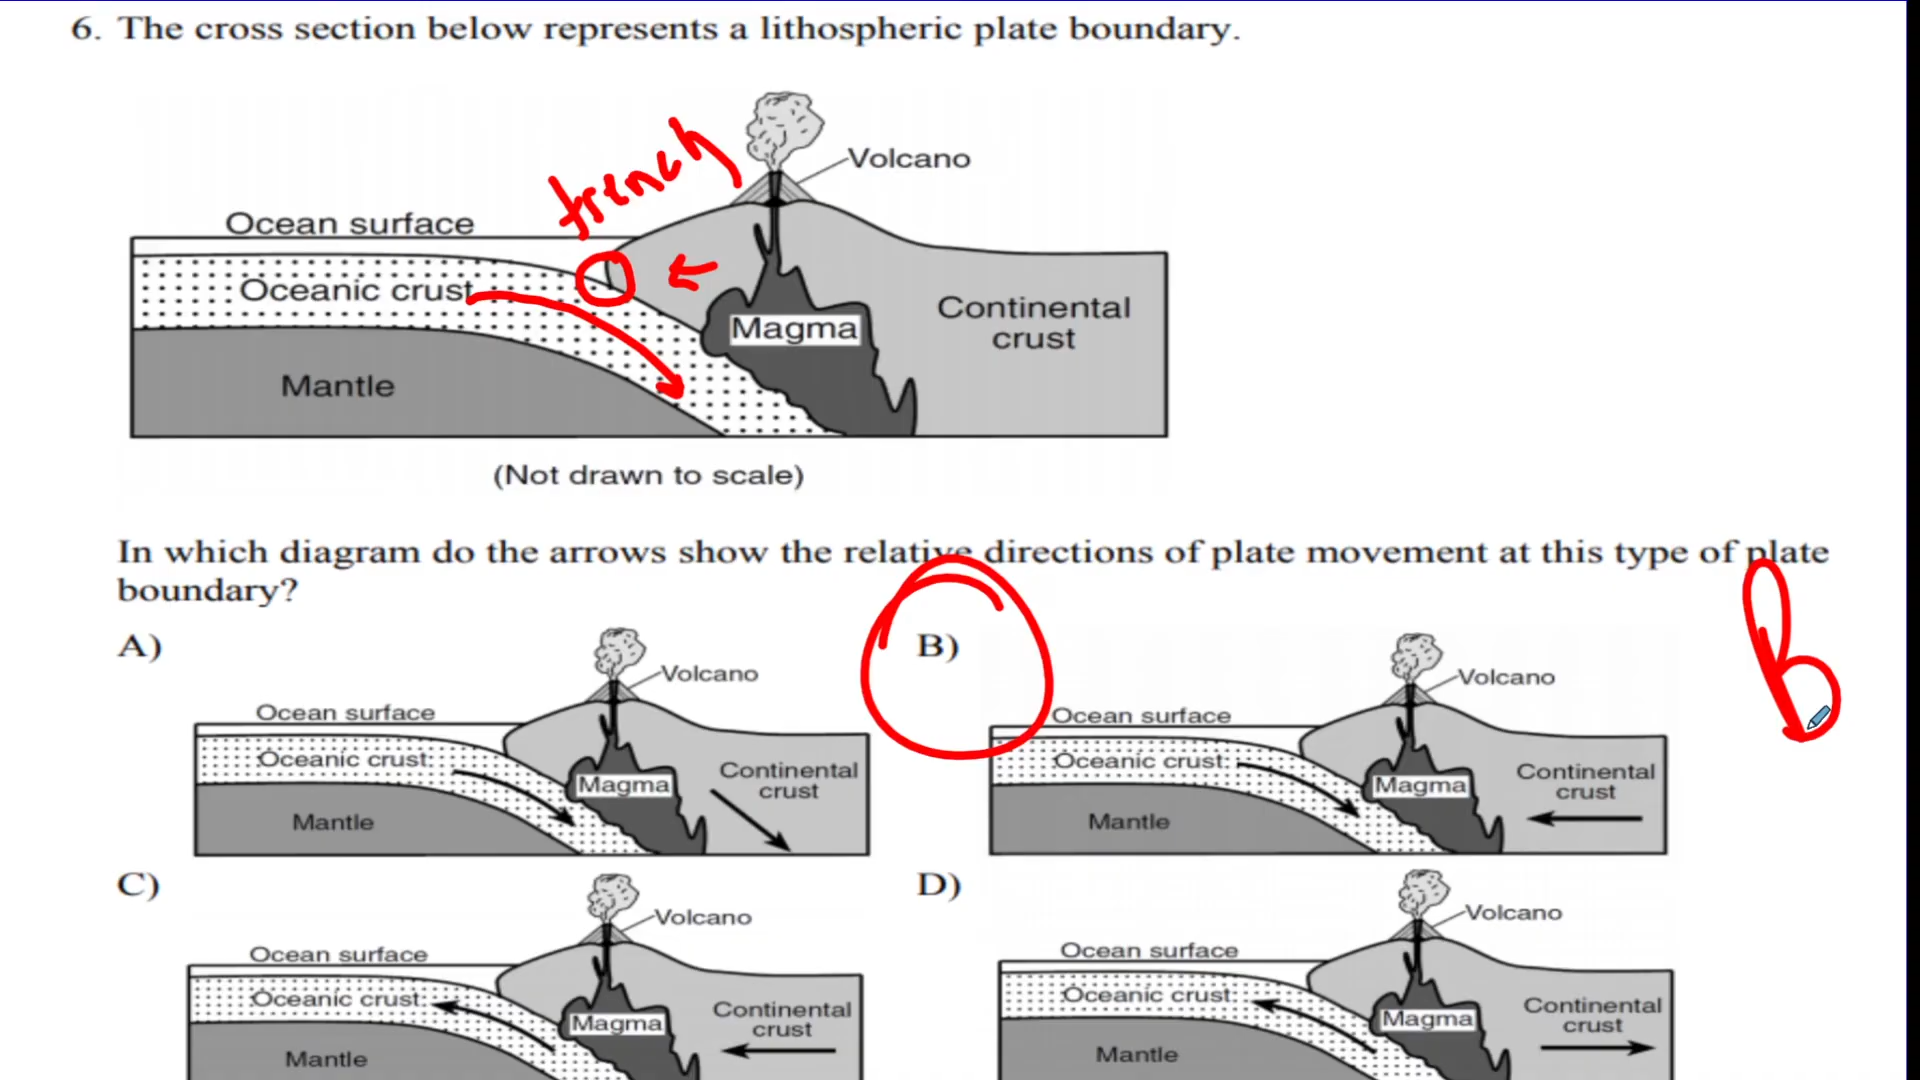 6. The cross section below represents a lithospheric plate boundary.
trench
Volcano
Ocean surface
Oceanic crust
Magma
Continental
crust
Mantle
(Not drawn to scale)
In which diagram do the arrows show the relative directions of plate movement at this type of plate
boundary?
b
A)
Volcano
Ocean surface
Oceanic crust
Magma
Continental
crust
Mantle
B)
Volcano
Ocean surface
Oceanic crust
Magma
Continental
crust
Mantle
C)
Volcano
Ocean surface
Oceanic crust
Magma
Continental
crust
Mantle
D)
Volcano
Ocean surface
Oceanic crust
Magma
Continental
crust
Mantle